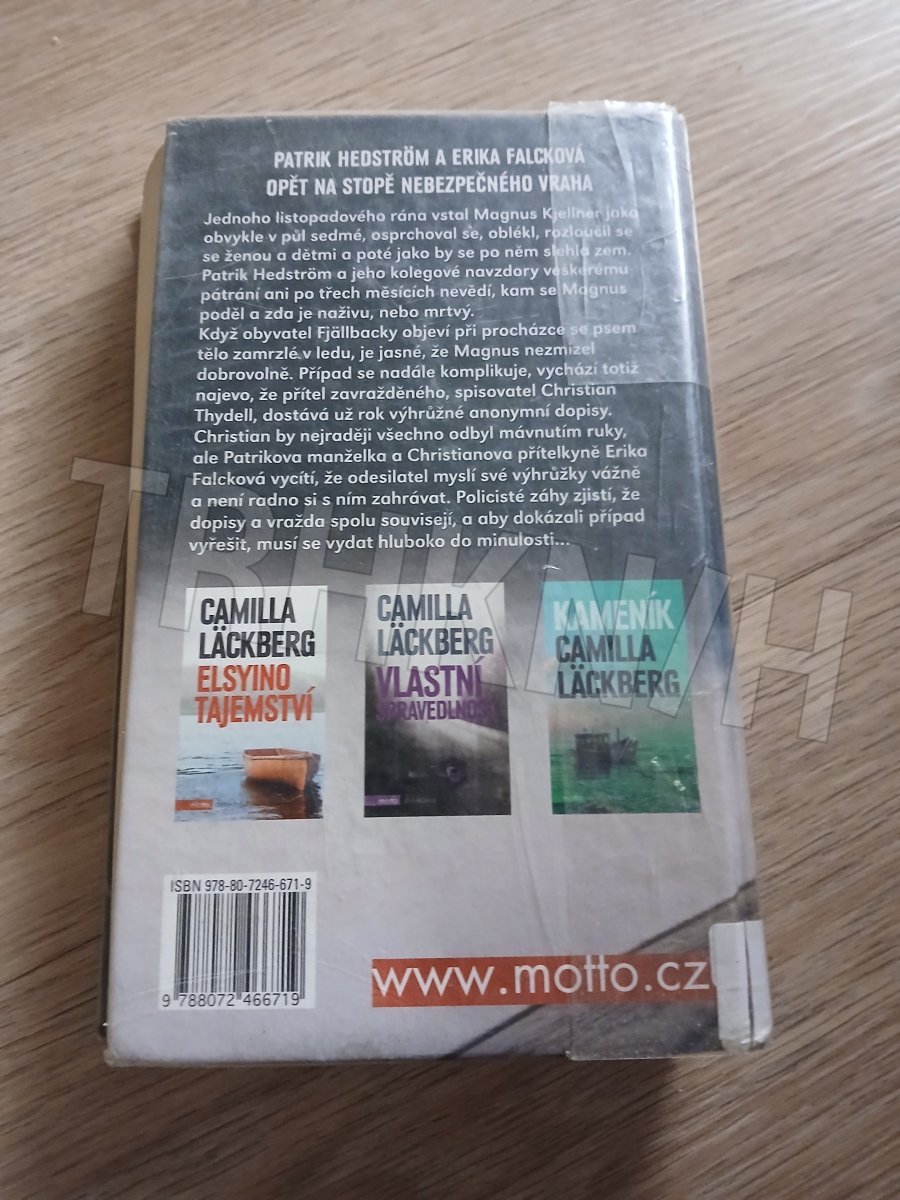 PATRIK HEDSTRÖM A ERIKA FALCKOVÁ
OPĚT NA STOPĚ NEBEZPEČNÉHO VRAHA
Jednoho listopadového rána vstal Magnus Kjellner jako
obvykle v půl sedmé, osprchoval se, oblékl, rozloučil se
se ženou a dětmi a poté jako by se po něm slehla zem.
Patrik Hedström a jeho kolegové navzdory veškerému
pátrání ani po třech měsících nevědí, kam se Magnus
poděl a zda je naživu, nebo mrtvý.
Když obyvatel Fjällbacky objeví při procházce se psem
tělo zamrzlé v ledu, je jasné, že Magnus nezmizel
dobrovolně. Případ se nadále komplikuje, vychází totiž
najevo, že přítel zavražděného, spisovatel Christian
Thydell, dostává už rok výhrůžné anonymní dopisy.
Christian by nejraději všechno odbyl mávnutím ruky,
ale Patrikova manželka a Christianova přítelkyně Erika
Falcková vycítí, že odesilatel myslí své výhrůžky vážně
a není radno si s ním zahrávat. Policisté záhy zjistí, že
dopisy a vražda spolu souvisejí, a aby dokázali případ
vyřešit, musí se vydat hluboko do minulosti...
TRHKNIH
CAMILLA
LÄCKBERG
ELSYINO
TAJEMSTVÍ
CAMILLA
LÄCKBERG
VLASTNÍ
SPRAVEDLNOST
motto
KAMENÍK
CAMILLA
LÄCKBERG
ISBN 978-80-7246-671-9
9 788072 466719
www.motto.cz